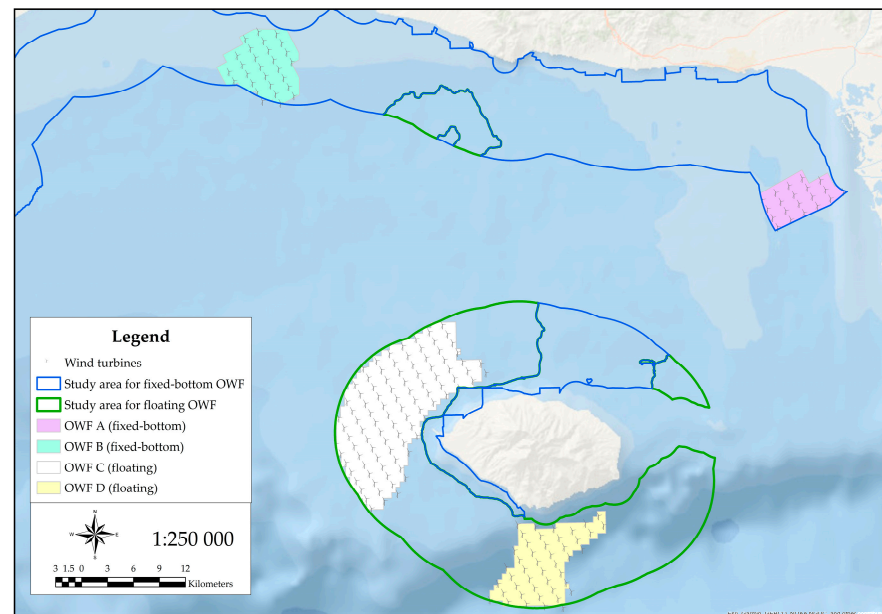 Legend
Wind turbines
Study area for fixed-bottom OWF
Study area for floating OWF
OWF A (fixed-bottom)
OWF B (fixed-bottom)
OWF C (floating)
OWF D (floating)
N
W E
S
1:250 000
3 1.5 0 3 6 9 12
Kilometers